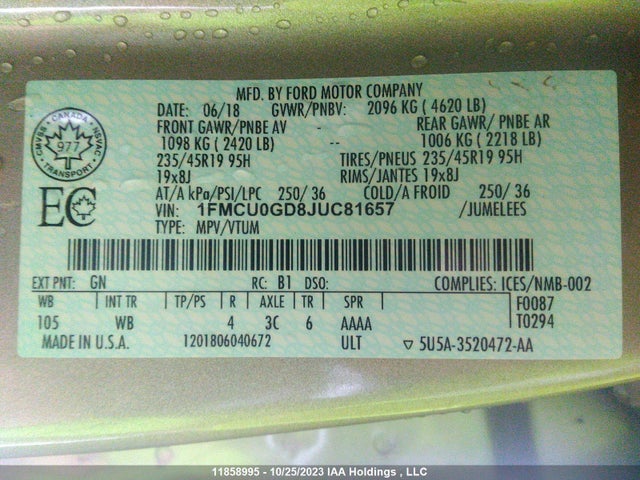 MFD. BY FORD MOTOR COMPANY
DATE: 06/18 GVWR/PNBV: 2096 KG ( 4620 LB)
FRONT GAWR/PNBE AV - REAR GAWR/ PNBE AR
1098 KG ( 2420 LB) -- 1006 KG ( 2218 LB)
235/45R19 95H TIRES/PNEUS 235/45R19 95H
19x8J RIMS/JANTES 19x8J
AT/A kPa/PSI/LPC 250/ 36 COLD/A FROID 250/ 36
VIN: 1FMCU0GD8JUC81657 /JUMELEES
TYPE: MPV/VTUM
CMVSS · CANADA · NSVAC
977
TRANSPORT
EC
EXT PNT: GN RC: B1 DSO: COMPLIES: ICES/NMB-002
WB INT TR TP/PS R AXLE TR SPR F0087
105 WB 4 3C 6 AAAA T0294
MADE IN U.S.A. 1201806040672 ULT ▽ 5U5A-3520472-AA
11858995 - 10/25/2023 IAA Holdings , LLC